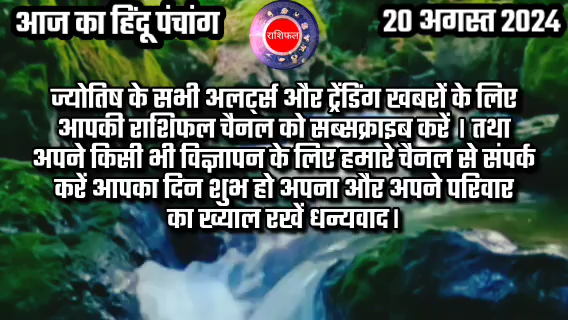 आज का हिंदू पंचांग
राशिफल
20 अगस्त 2024
ज्योतिष के सभी अलर्ट्स और ट्रेंडिंग खबरों के लिए
आपकी राशिफल चैनल को सब्सक्राइब करें । तथा
अपने किसी भी विज्ञापन के लिए हमारे चैनल से संपर्क
करें आपका दिन शुभ हो अपना और अपने परिवार
का ख्याल रखें धन्यवाद।